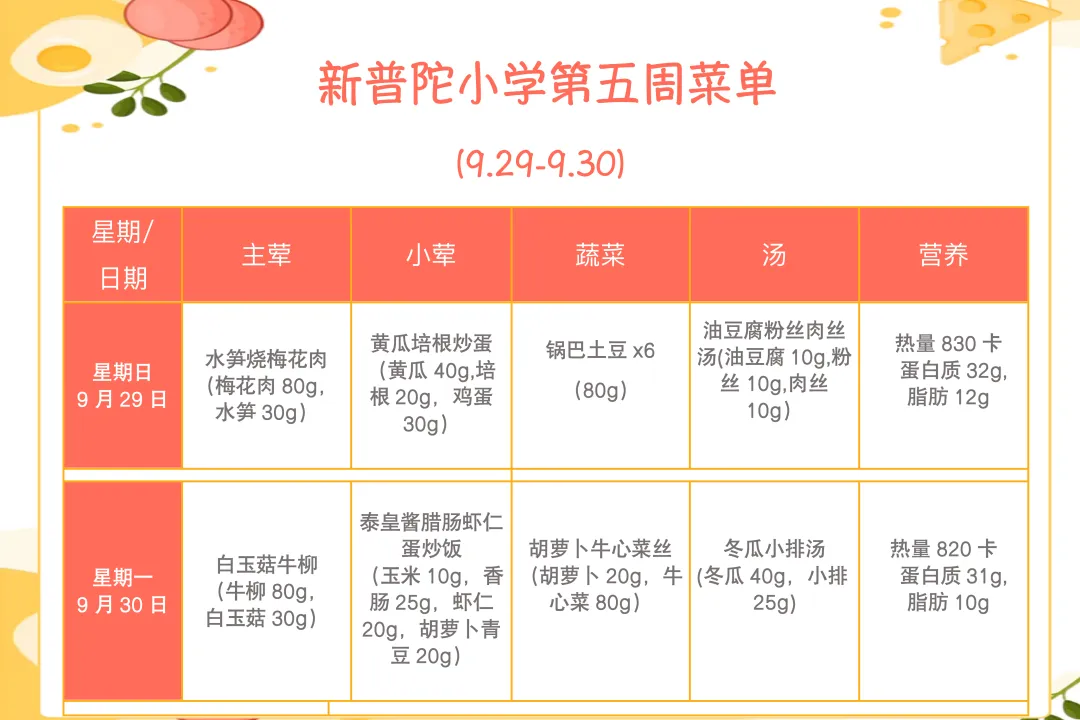 新普陀小学第五周菜单
(9.29-9.30)
星期/
日期
主荤
小荤
蔬菜
汤
营养
星期日
9 月 29 日
水笋烧梅花肉
（梅花肉 80g,
水笋 30g）
黄瓜培根炒蛋
（黄瓜 40g,培
根 20g，鸡蛋
30g）
锅巴土豆 x6
（80g）
油豆腐粉丝肉丝
汤(油豆腐 10g,粉
丝 10g,肉丝
10g）
热量 830 卡
蛋白质 32g,
脂肪 12g
星期一
9 月 30 日
白玉菇牛柳
（牛柳 80g,
白玉菇 30g）
泰皇酱腊肠虾仁
蛋炒饭
（玉米 10g，香
肠 25g，虾仁
20g，胡萝卜青
豆 20g）
胡萝卜牛心菜丝
（胡萝卜 20g，牛
心菜 80g）
冬瓜小排汤
(冬瓜 40g，小排
25g)
热量 820 卡
蛋白质 31g,
脂肪 10g